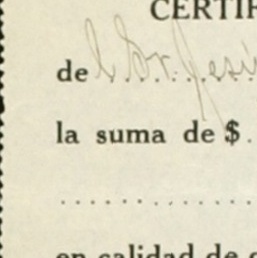 CERTIF
de
la suma de $
en calidad de